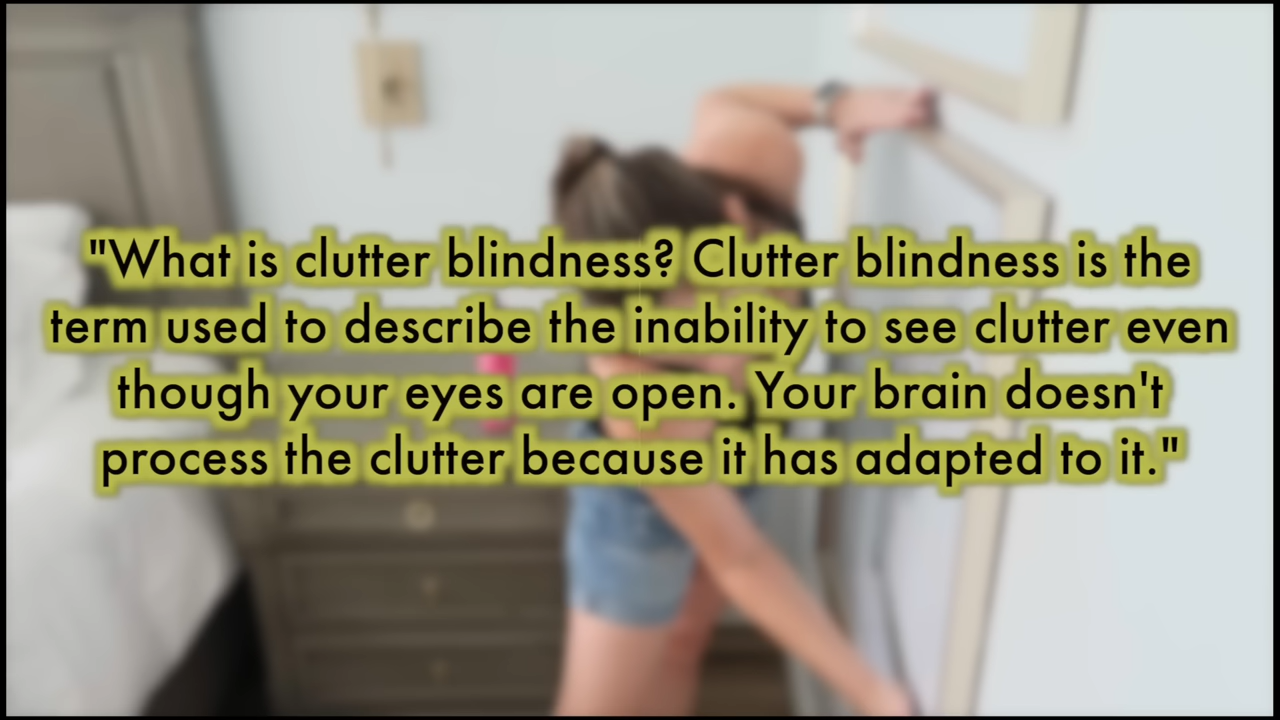 "What is clutter blindness? Clutter blindness is the
term used to describe the inability to see clutter even
though your eyes are open. Your brain doesn't
process the clutter because it has adapted to it."